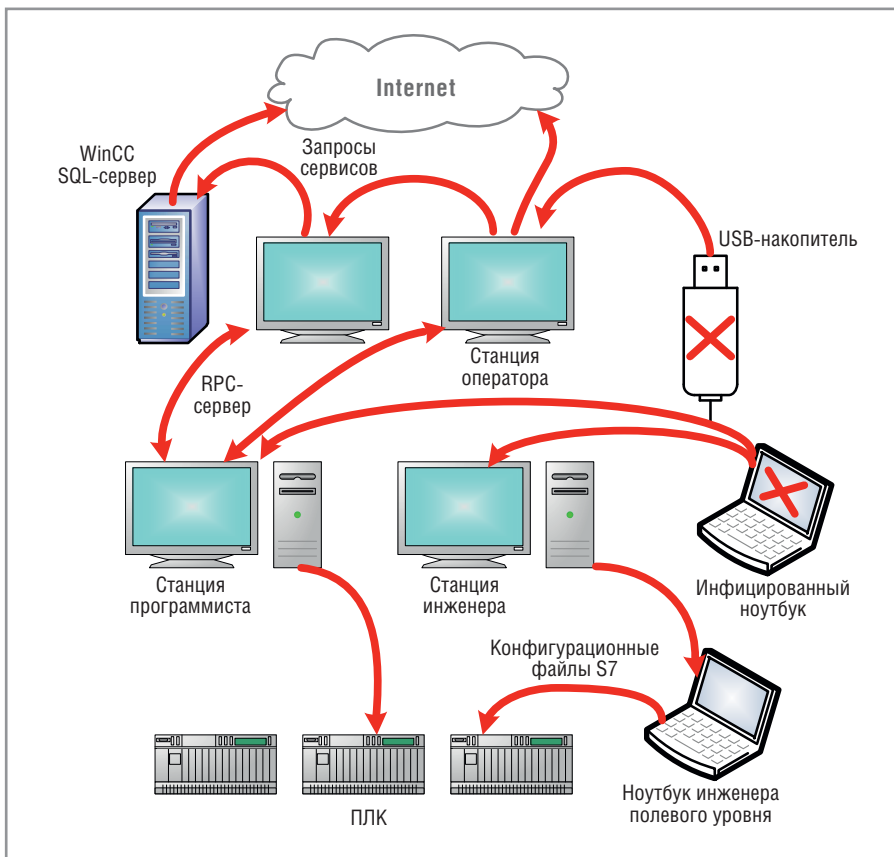 Internet
WinCC
SQL-сервер
Запросы
сервисов
USB-накопитель
Станция
оператора
RPC-
сервер
Станция
программиста
Станция
инженера
Инфицированный
ноутбук
Конфигурационные
файлы S7
ПЛК
Ноутбук инженера
полевого уровня